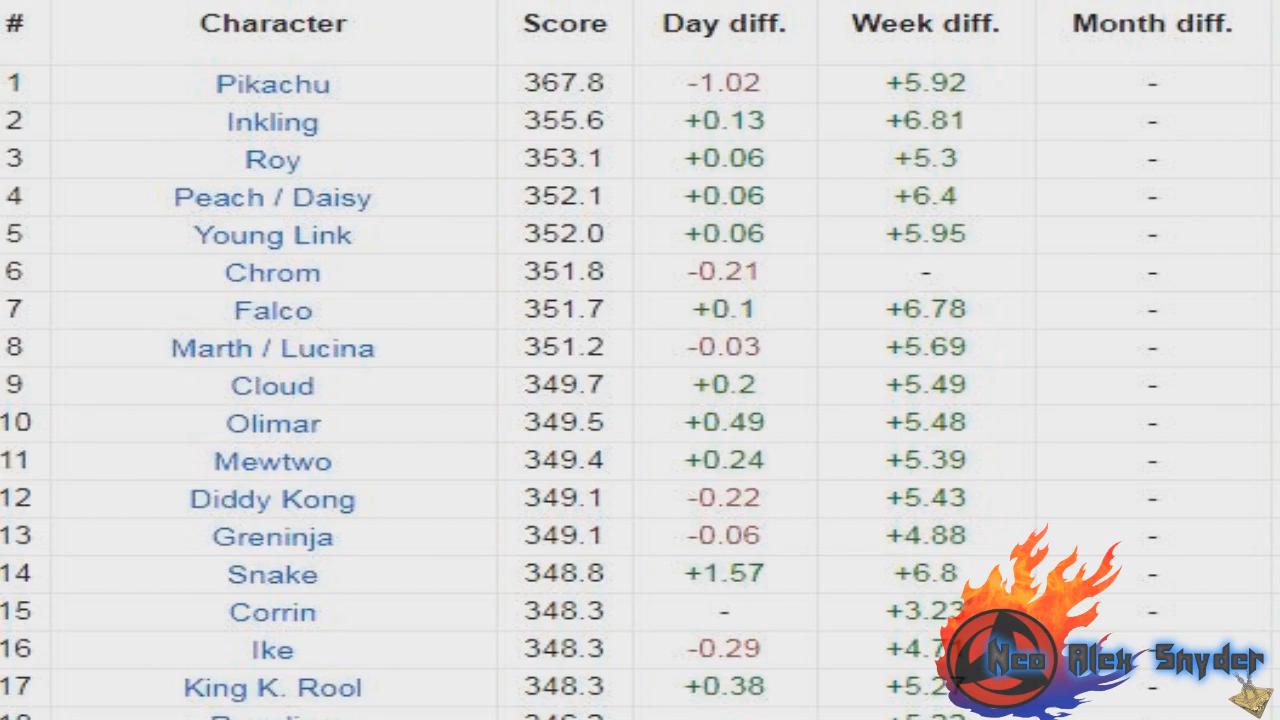 # Character Score Day diff. Week diff. Month diff.
1 Pikachu 367.8 -1.02 +5.92 -
2 Inkling 355.6 +0.13 +6.81 -
3 Roy 353.1 +0.06 +5.3 -
4 Peach / Daisy 352.1 +0.06 +6.4 -
5 Young Link 352.0 +0.06 +5.95 -
6 Chrom 351.8 -0.21 - -
7 Falco 351.7 +0.1 +6.78 -
8 Marth / Lucina 351.2 -0.03 +5.69 -
9 Cloud 349.7 +0.2 +5.49 -
10 Olimar 349.5 +0.49 +5.48 -
11 Mewtwo 349.4 +0.24 +5.39 -
12 Diddy Kong 349.1 -0.22 +5.43 -
13 Greninja 349.1 -0.06 +4.88 -
14 Snake 348.8 +1.57 +6.8 -
15 Corrin 348.3 - +3.23 -
16 Ike 348.3 -0.29 -
17 King K. Rool 348.3 +0.38 +5.27 -
Neo Alex Snyder